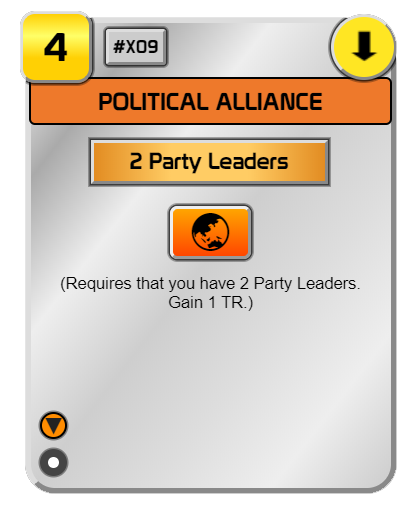 4
#X09
POLITICAL ALLIANCE
2 Party Leaders
(Requires that you have 2 Party Leaders.
Gain 1 TR.)